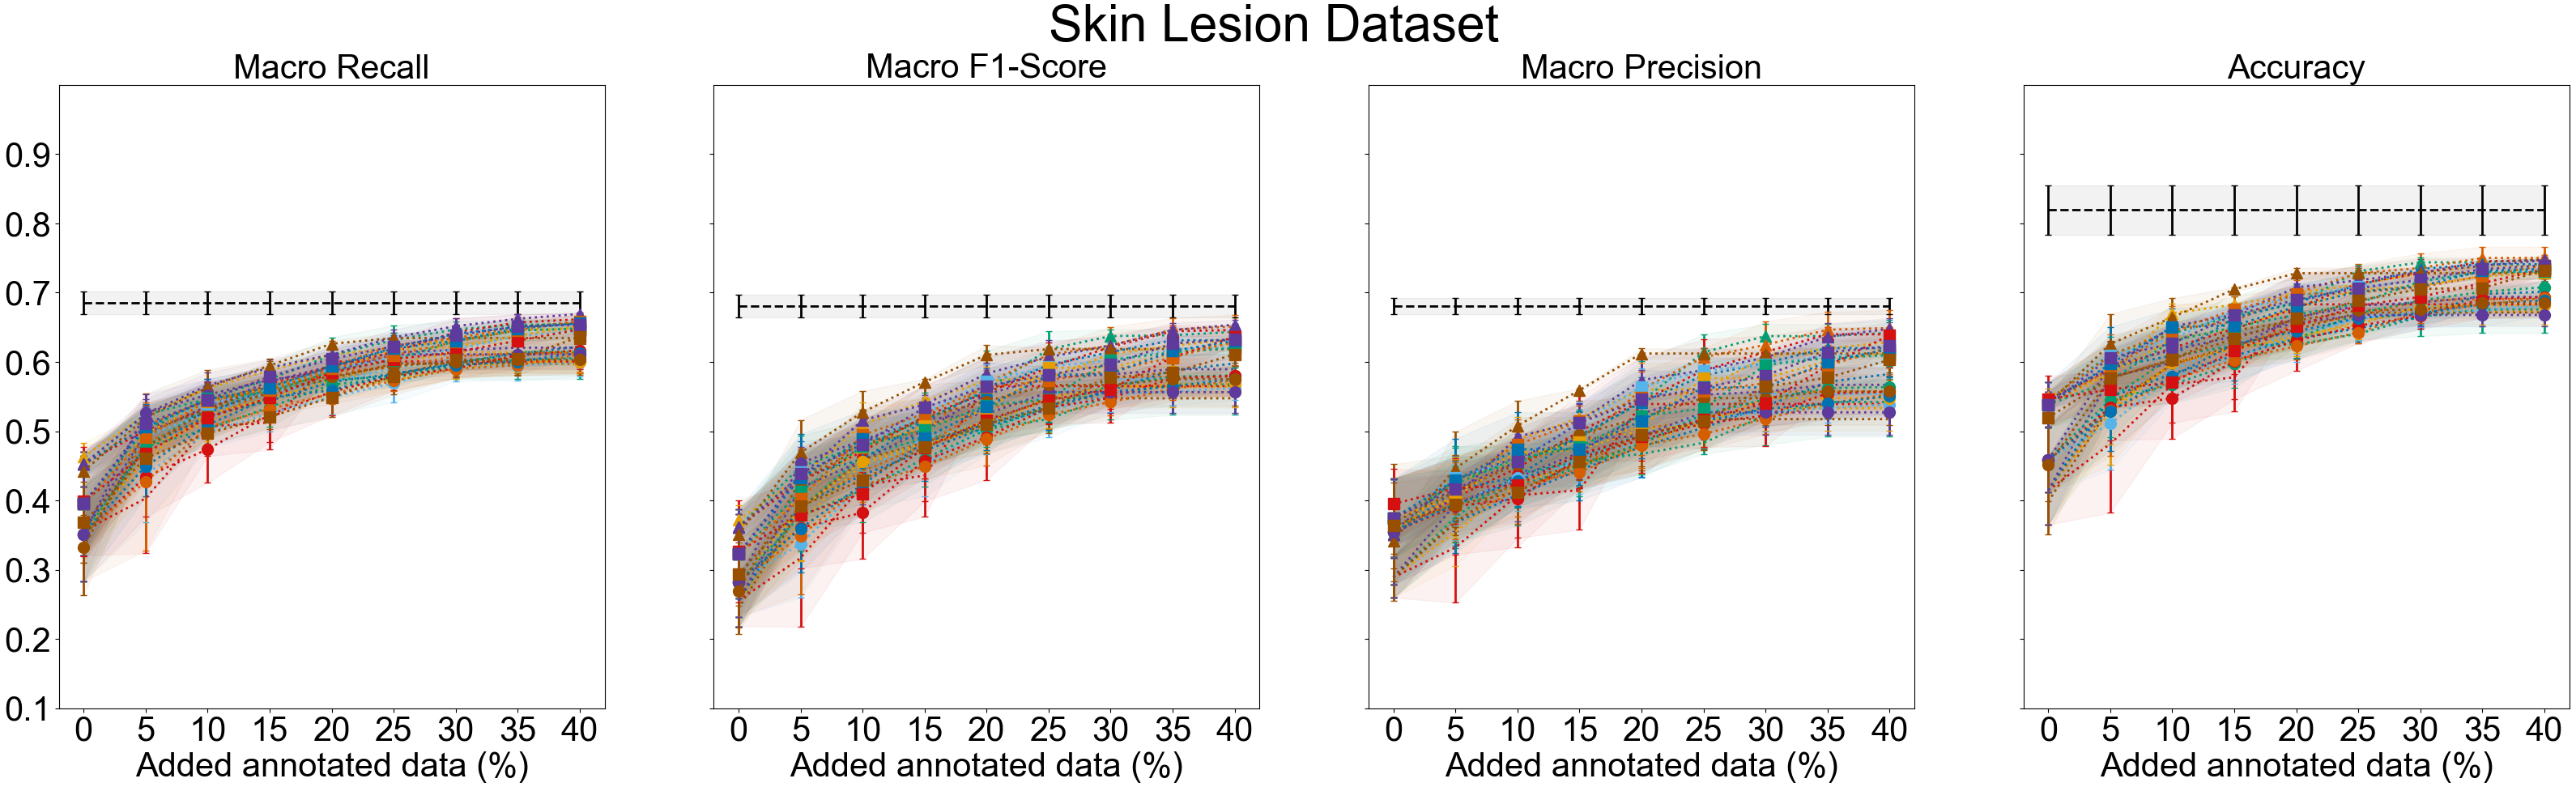 Skin Lesion Dataset
Macro Recall
Macro F1-Score
Macro Precision
Accuracy
0.9
0.8
0.7
0.6
0.5
0.4
0.3
0.2
0.1
0 5 10 15 20 25 30 35 40
0 5 10 15 20 25 30 35 40
0 5 10 15 20 25 30 35 40
0 5 10 15 20 25 30 35 40
Added annotated data (%)
Added annotated data (%)
Added annotated data (%)
Added annotated data (%)